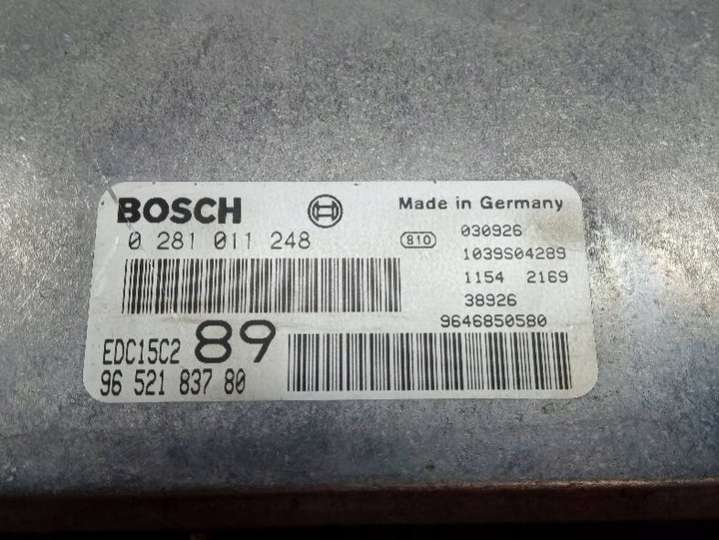 BOSCH
Made in Germany
0 281 011 248
810
030926
1039S04289
1154 2169
38926
9646850580
EDC15C2 89
96 521 837 80